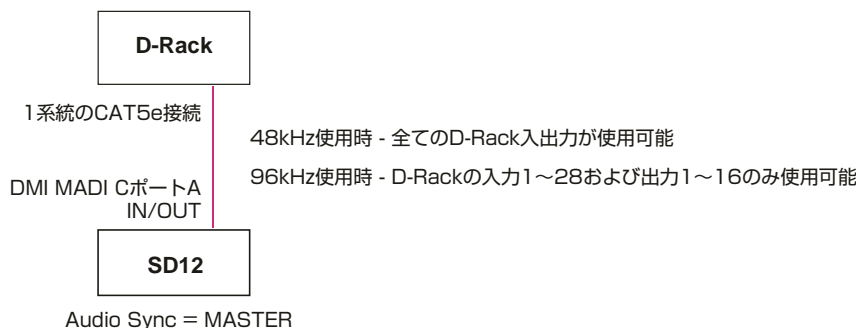 D-Rack
1系統のCAT5e接続
48kHz使用時 - 全てのD-Rack入出力が使用可能
96kHz使用時 - D-Rackの入力1～28および出力1～16のみ使用可能
DMI MADI CポートA
IN/OUT
SD12
Audio Sync = MASTER